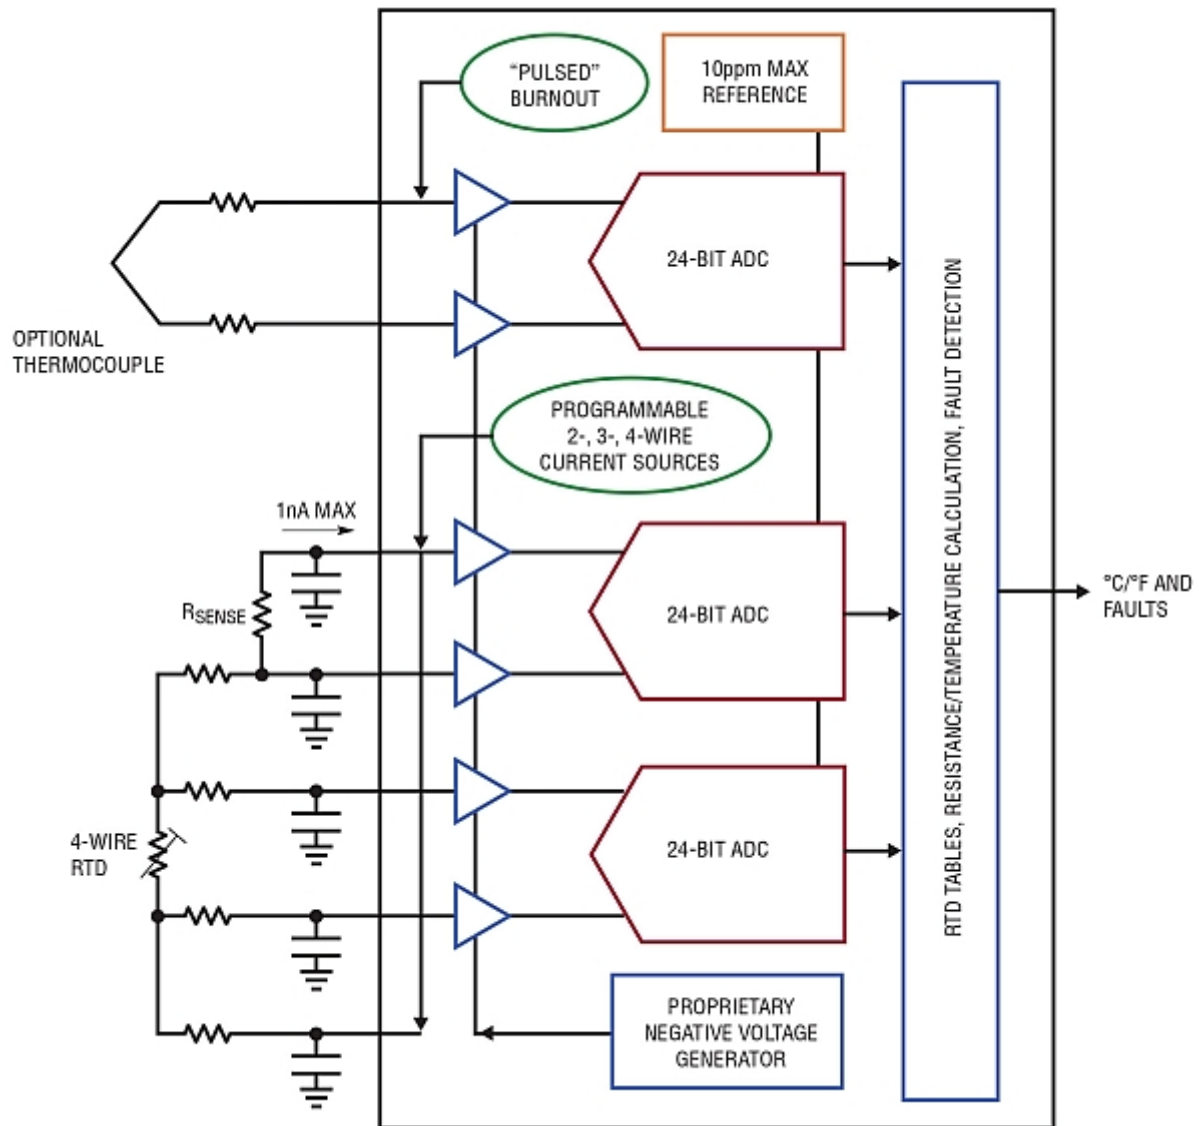 “PULSED”
BURNOUT
10ppm MAX
REFERENCE
24-BIT ADC
OPTIONAL
THERMOCOUPLE
PROGRAMMABLE
2-, 3-, 4-WIRE
CURRENT SOURCES
1nA MAX
RSENSE
24-BIT ADC
4-WIRE
RTD
24-BIT ADC
PROPRIETARY
NEGATIVE VOLTAGE
GENERATOR
RTD TABLES, RESISTANCE/TEMPERATURE CALCULATION, FAULT DETECTION
°C/°F AND
FAULTS